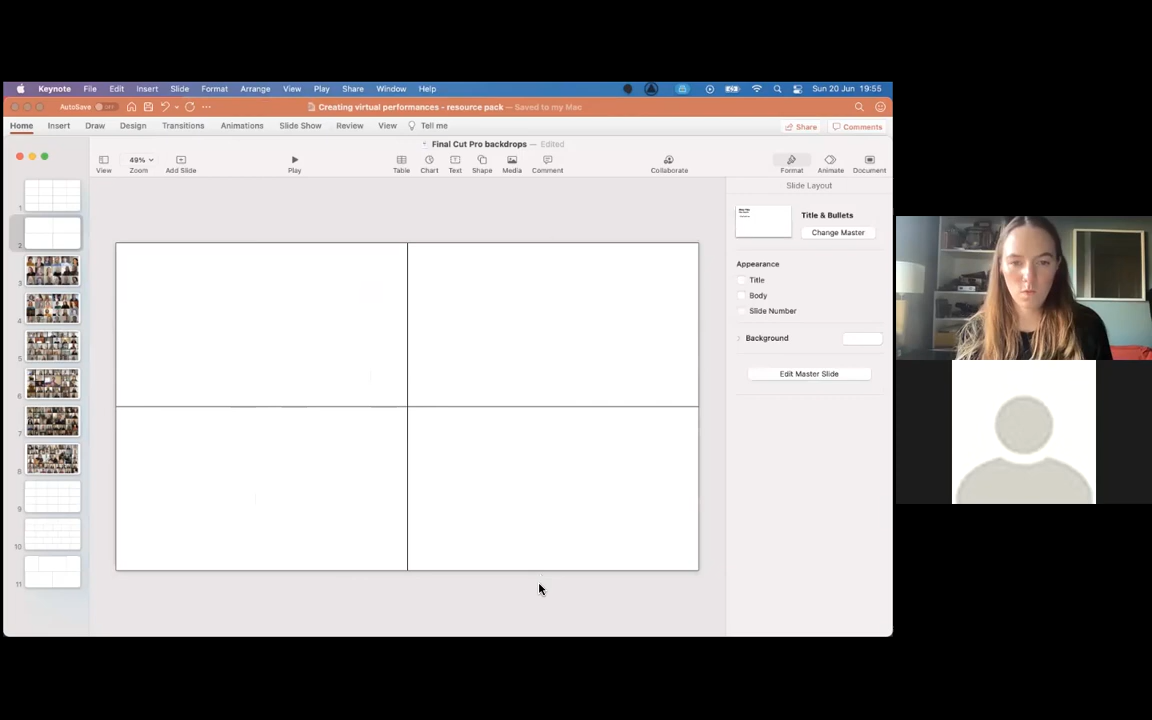 Keynote File Edit Insert Slide Format Arrange View Play Share Window Help Sun 20 Jun 19:55
AutoSave OFF Creating virtual performances - resource pack — Saved to my Mac
Home Insert Draw Design Transitions Animations Slide Show Review View Tell me Share Comments
Final Cut Pro backdrops — Edited
49%
View Zoom Add Slide Play Table Chart Text Shape Media Comment Collaborate Format Animate Document
Slide Layout
Title & Bullets
Change Master
Appearance
Title
Body
Slide Number
Background
Edit Master Slide
1
2
3
4
5
6
7
8
9
10
11